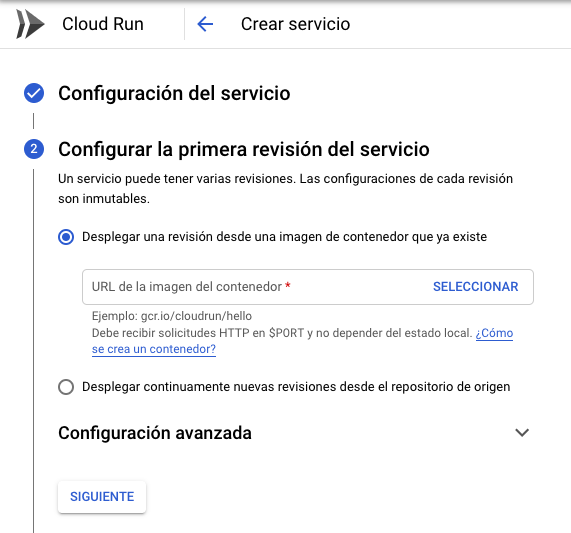 Cloud Run
Crear servicio
Configuración del servicio
2
Configurar la primera revisión del servicio
Un servicio puede tener varias revisiones. Las configuraciones de cada revisión
son inmutables.
Desplegar una revisión desde una imagen de contenedor que ya existe
URL de la imagen del contenedor *
SELECCIONAR
Ejemplo: gcr.io/cloudrun/hello
Debe recibir solicitudes HTTP en $PORT y no depender del estado local. ¿Cómo
se crea un contenedor?
Desplegar continuamente nuevas revisiones desde el repositorio de origen
Configuración avanzada
SIGUIENTE